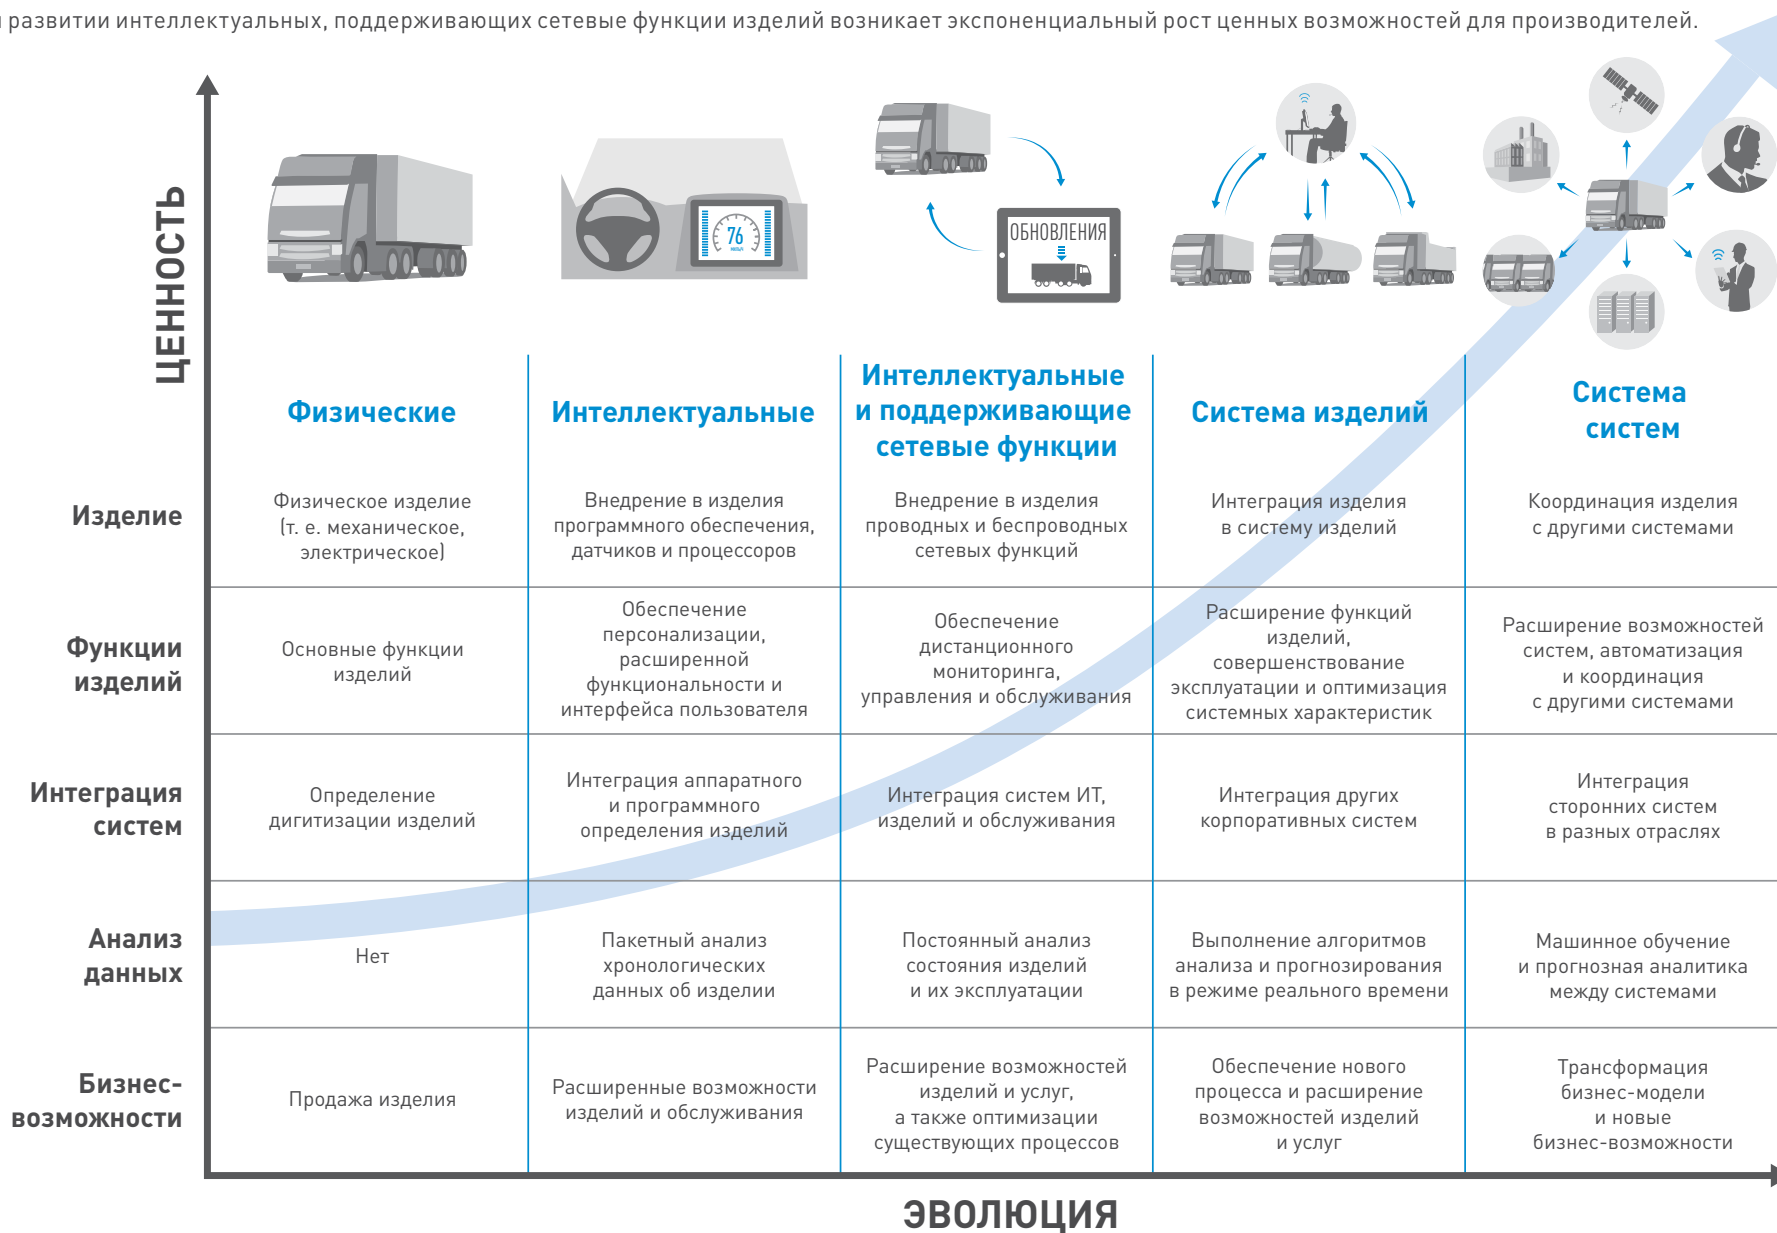 развитии интеллектуальных, поддерживающих сетевые функции изделий возникает экспоненциальный рост ценных возможностей для производителей.
ЦЕННОСТЬ
76
ОБНОВЛЕНИЯ
Физические
Интеллектуальные
Интеллектуальные
и поддерживающие
сетевые функции
Система изделий
Система
систем
Изделие
Физическое изделие
(т. е. механическое,
электрическое)
Внедрение в изделия
программного обеспечения,
датчиков и процессоров
Внедрение в изделия
проводных и беспроводных
сетевых функций
Интеграция изделия
в систему изделий
Координация изделия
с другими системами
Функции
изделий
Основные функции
изделий
Обеспечение
персонализации,
расширенной
функциональности и
интерфейса пользователя
Обеспечение
дистанционного
мониторинга,
управления и обслуживания
Расширение функций
изделий,
совершенствование
эксплуатации и оптимизация
системных характеристик
Расширение возможностей
систем, автоматизация
и координация
с другими системами
Интеграция
систем
Определение
дигитизации изделий
Интеграция аппаратного
и программного
определения изделий
Интеграция систем ИТ,
изделий и обслуживания
Интеграция других
корпоративных систем
Интеграция
сторонних систем
в разных отраслях
Анализ
данных
Нет
Пакетный анализ
хронологических
данных об изделии
Постоянный анализ
состояния изделий
и их эксплуатации
Выполнение алгоритмов
анализа и прогнозирования
в режиме реального времени
Машинное обучение
и прогнозная аналитика
между системами
Бизнес-
возможности
Продажа изделия
Расширенные возможности
изделий и обслуживания
Расширение возможностей
изделий и услуг,
а также оптимизации
существующих процессов
Обеспечение нового
процесса и расширение
возможностей изделий
и услуг
Трансформация
бизнес-модели
и новые
бизнес-возможности
ЭВОЛЮЦИЯ